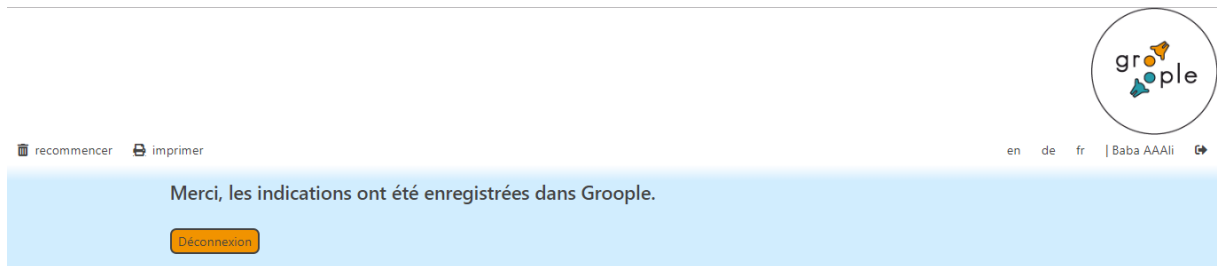 groople
recommencer imprimer en de fr | Baba AAAli
Merci, les indications ont été enregistrées dans Groople.
Déconnexion